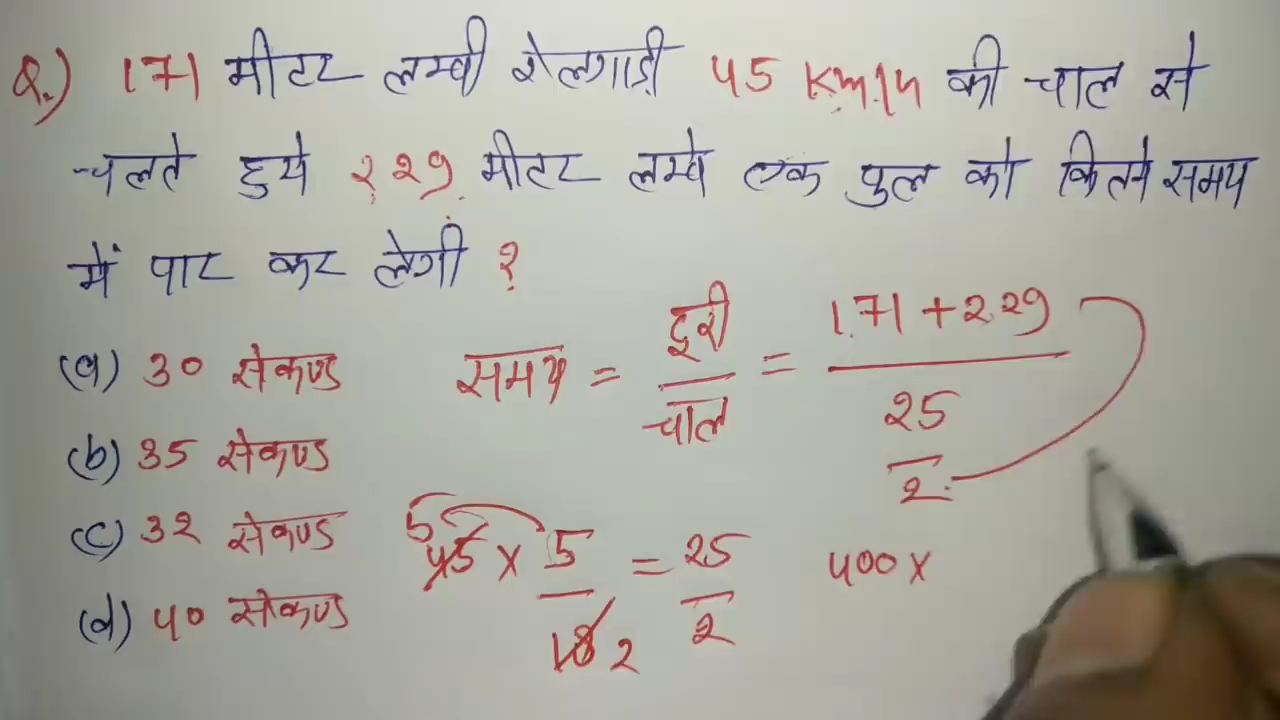 Q.) 171 मीटर लम्बी रेलगाड़ी 45 Km/h की चाल से
चलते हुये 229 मीटर लम्बे एक पुल को कितने समय
में पार कर लेगी ?
(a) 30 सेकण्ड
(b) 35 सेकण्ड
(c) 32 सेकण्ड
(d) 40 सेकण्ड
समय = दूरी / चाल = 171 + 229 / 25 / 2
5
45 × 5 / 18 2 = 25 / 2
400 ×